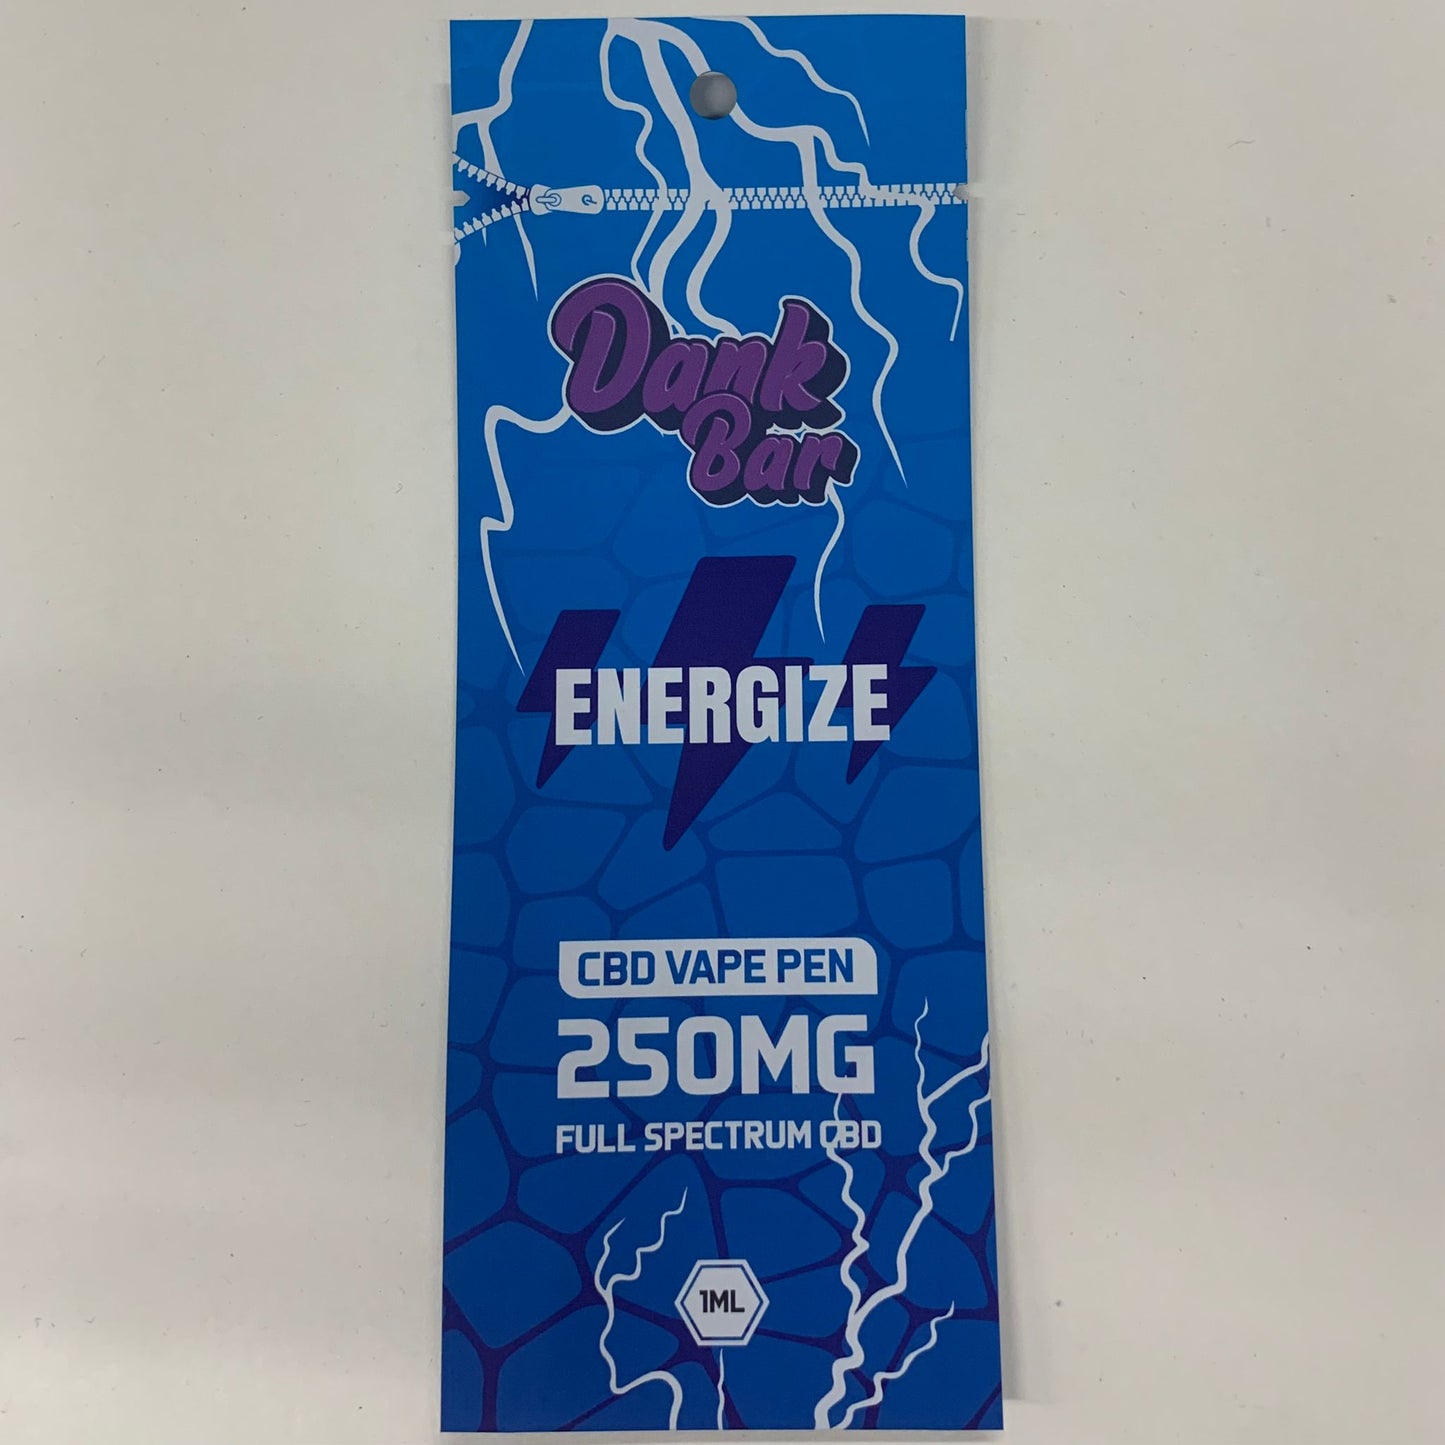 Dank
Bar
ENERGIZE
CBD VAPE PEN
250MG
FULL SPECTRUM CBD
1ML